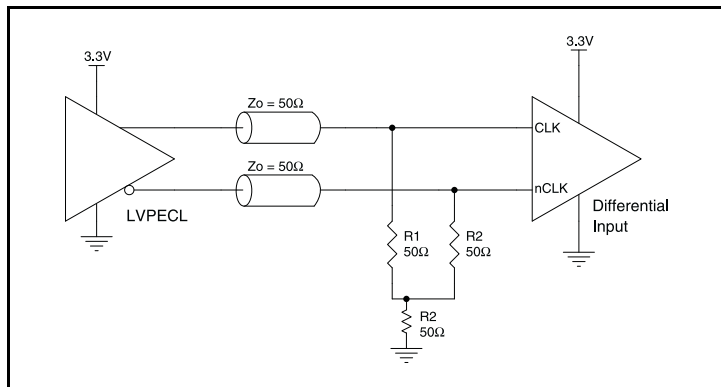 3.3V
3.3V
Zo = 50Ω
CLK
Zo = 50Ω
nCLK
LVPECL
Differential
Input
R1
50Ω
R2
50Ω
R2
50Ω